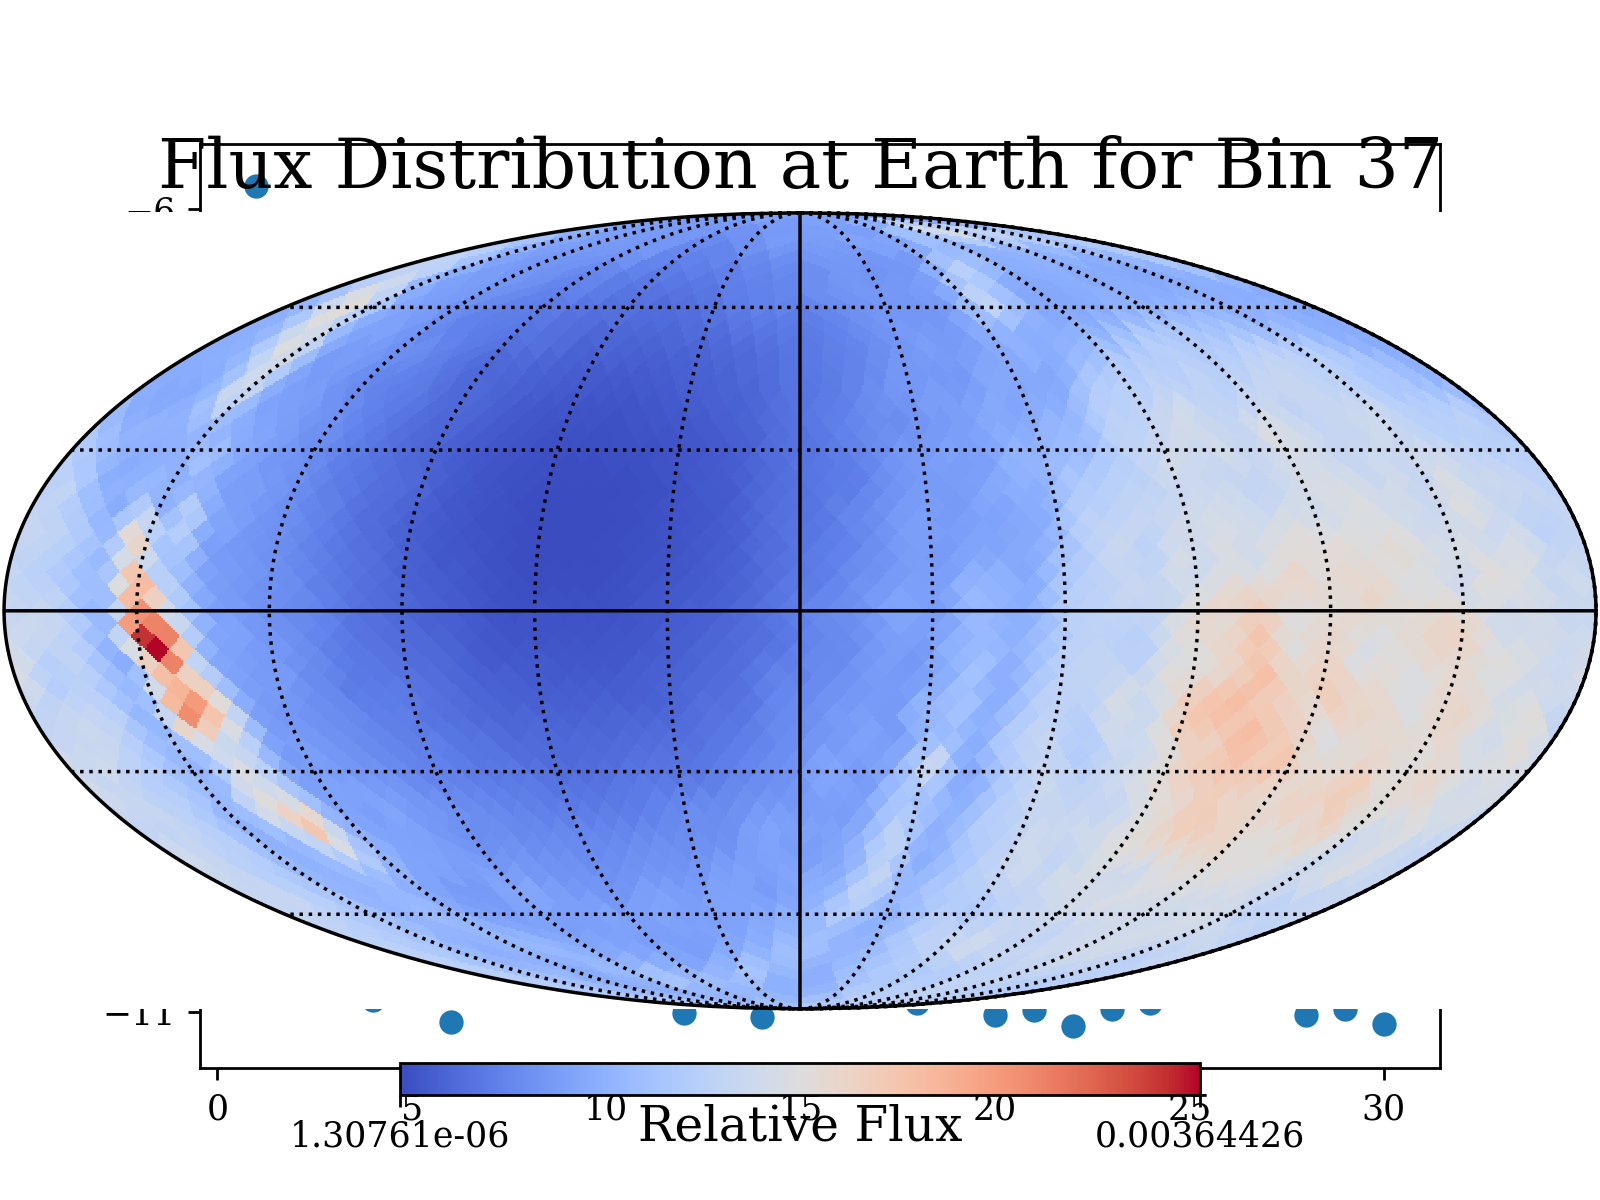 Flux Distribution at Earth for Bin 37
−6
−11
0 5 10 15 20 25 30
Relative Flux
1.30761e-06 0.00364426